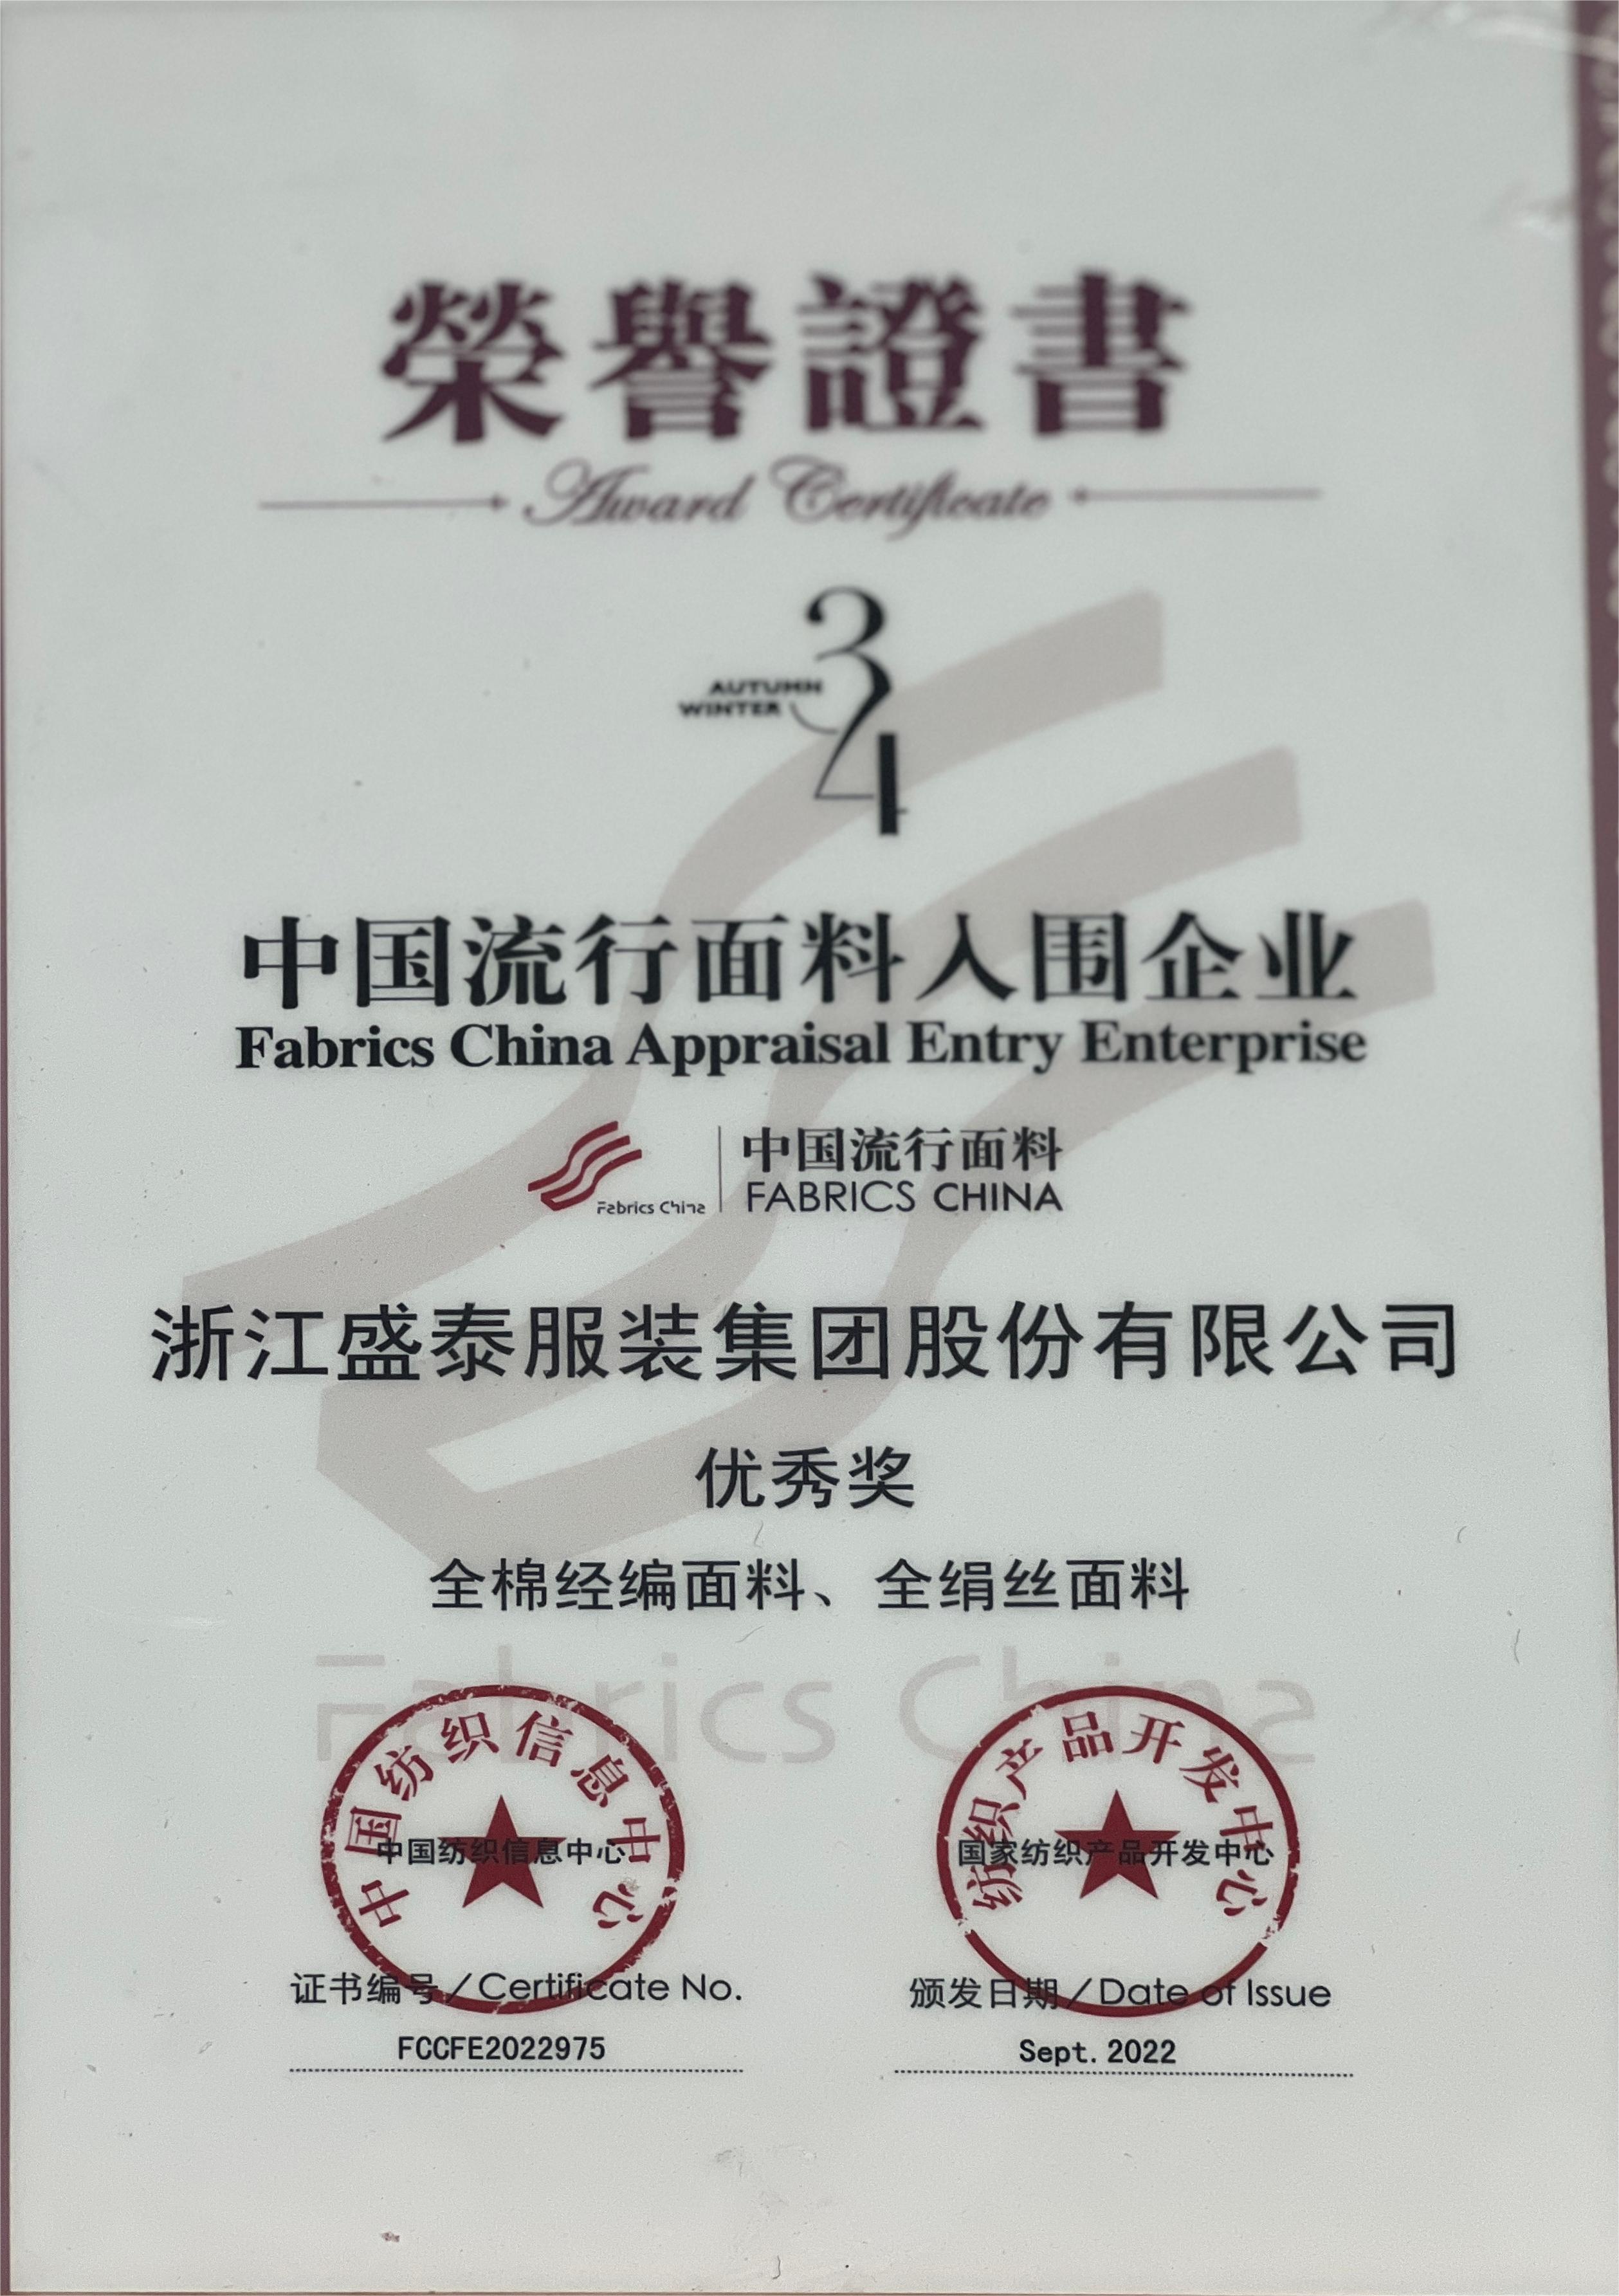 榮譽證書
Award Certificate
3/4
AUTUMN
WINTER
中国流行面料入围企业
Fabrics China Appraisal Entry Enterprise
Fabrics China
中国流行面料
FABRICS CHINA
浙江盛泰服装集团股份有限公司
优秀奖
全棉经编面料、全绢丝面料
Fabrics China
中国纺织信息中心
中国纺织信息中心
纺织产品开发中心
国家纺织产品开发中心
证书编号/Certificate No.
颁发日期/Date of Issue
FCCFE2022975
Sept. 2022